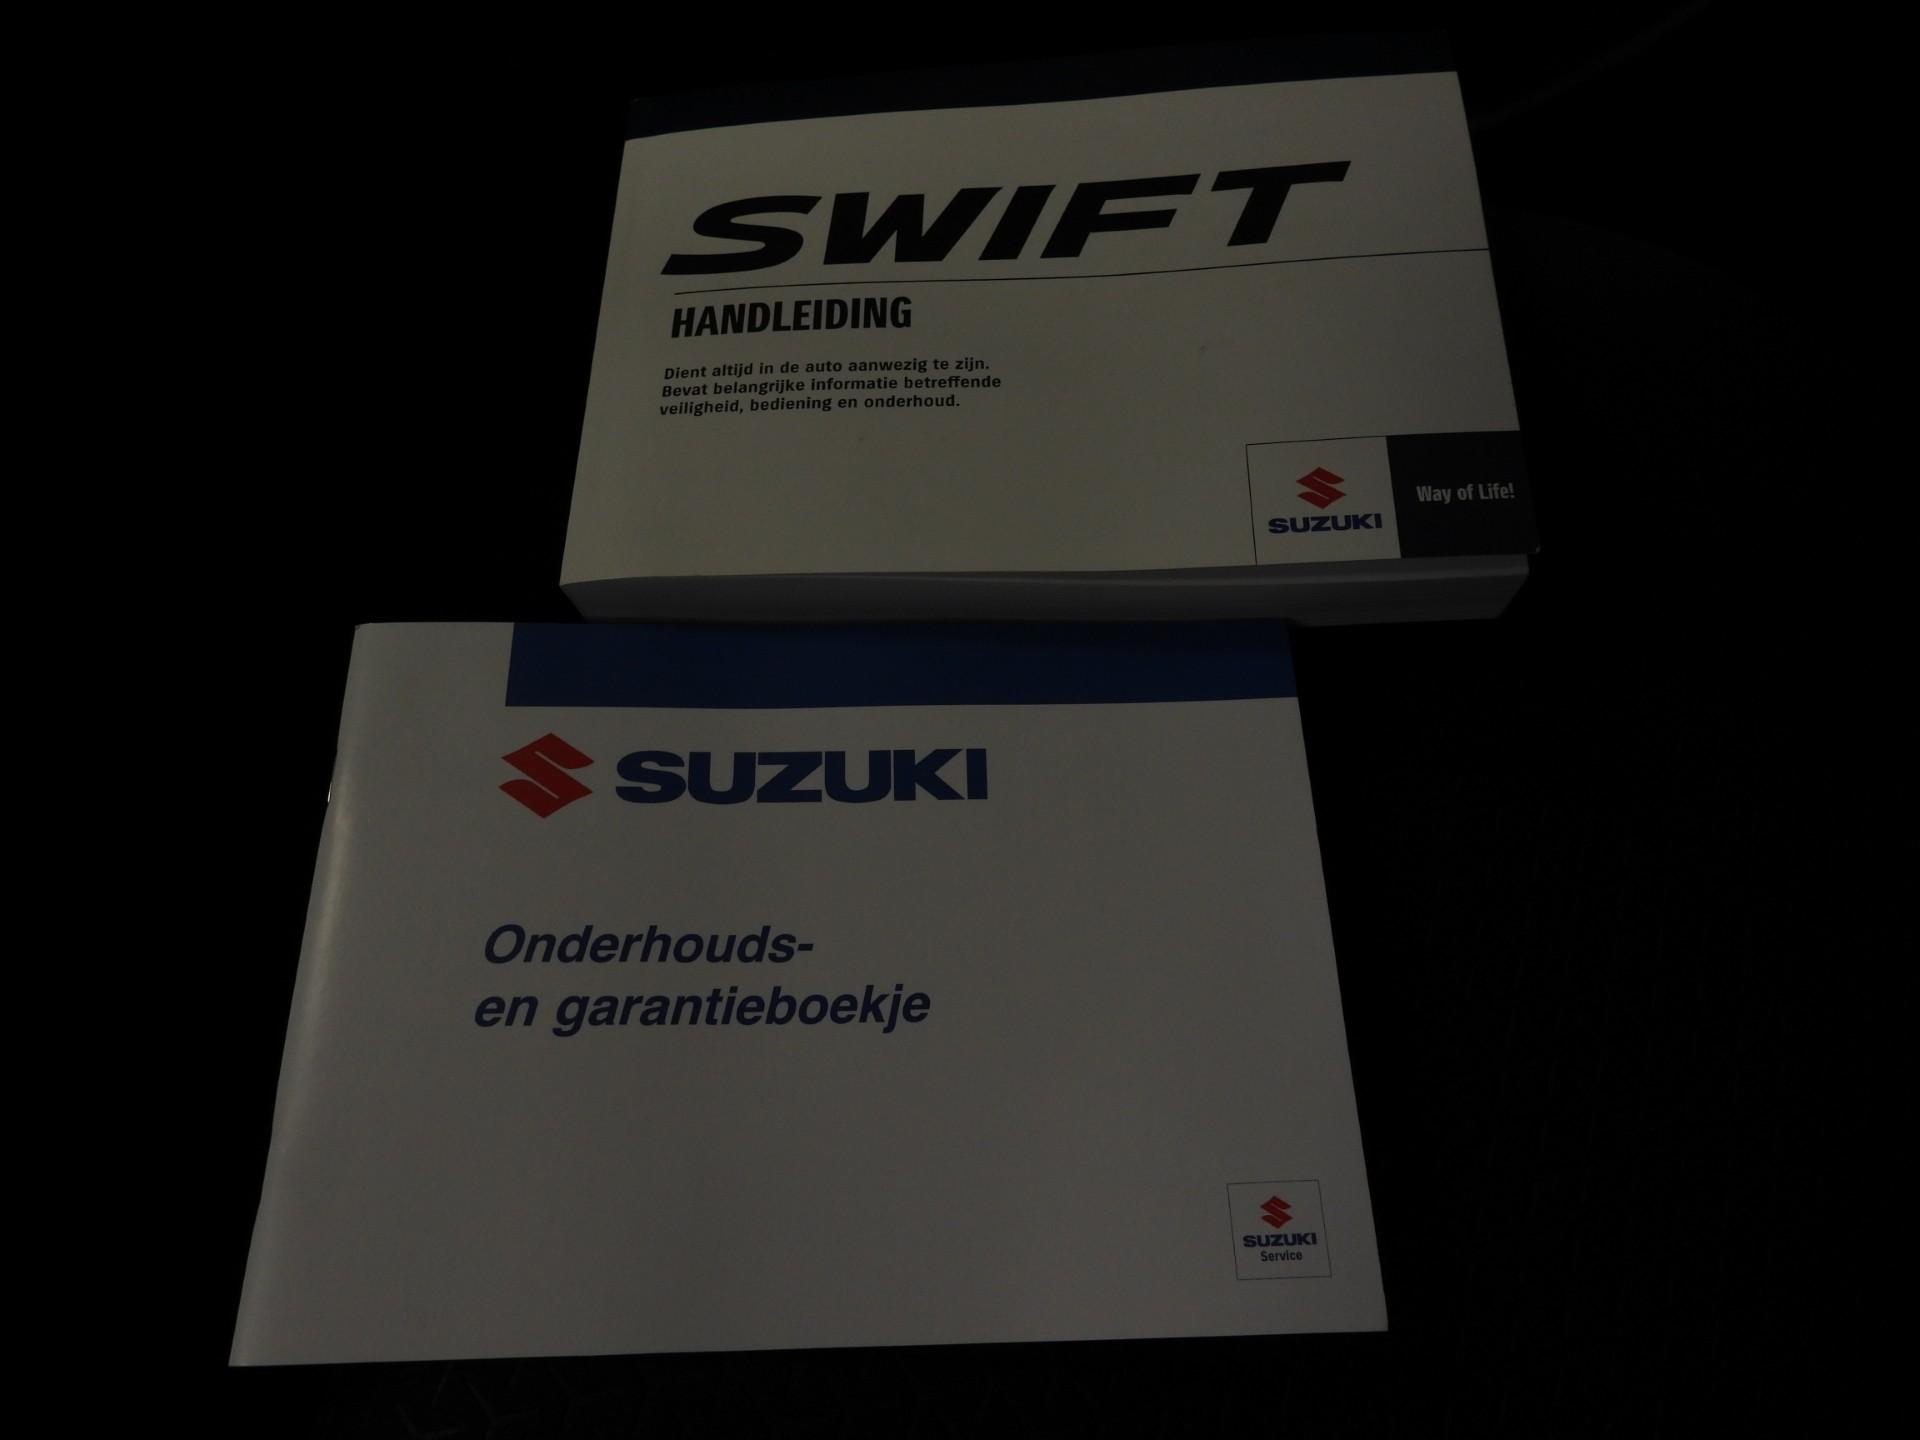 SWIFT
HANDLEIDING
Dient altijd in de auto aanwezig te zijn.
Bevat belangrijke informatie betreffende
veiligheid, bediening en onderhoud.
SUZUKI
Way of Life!
SUZUKI
Onderhouds-
en garantieboekje
SUZUKI
Service